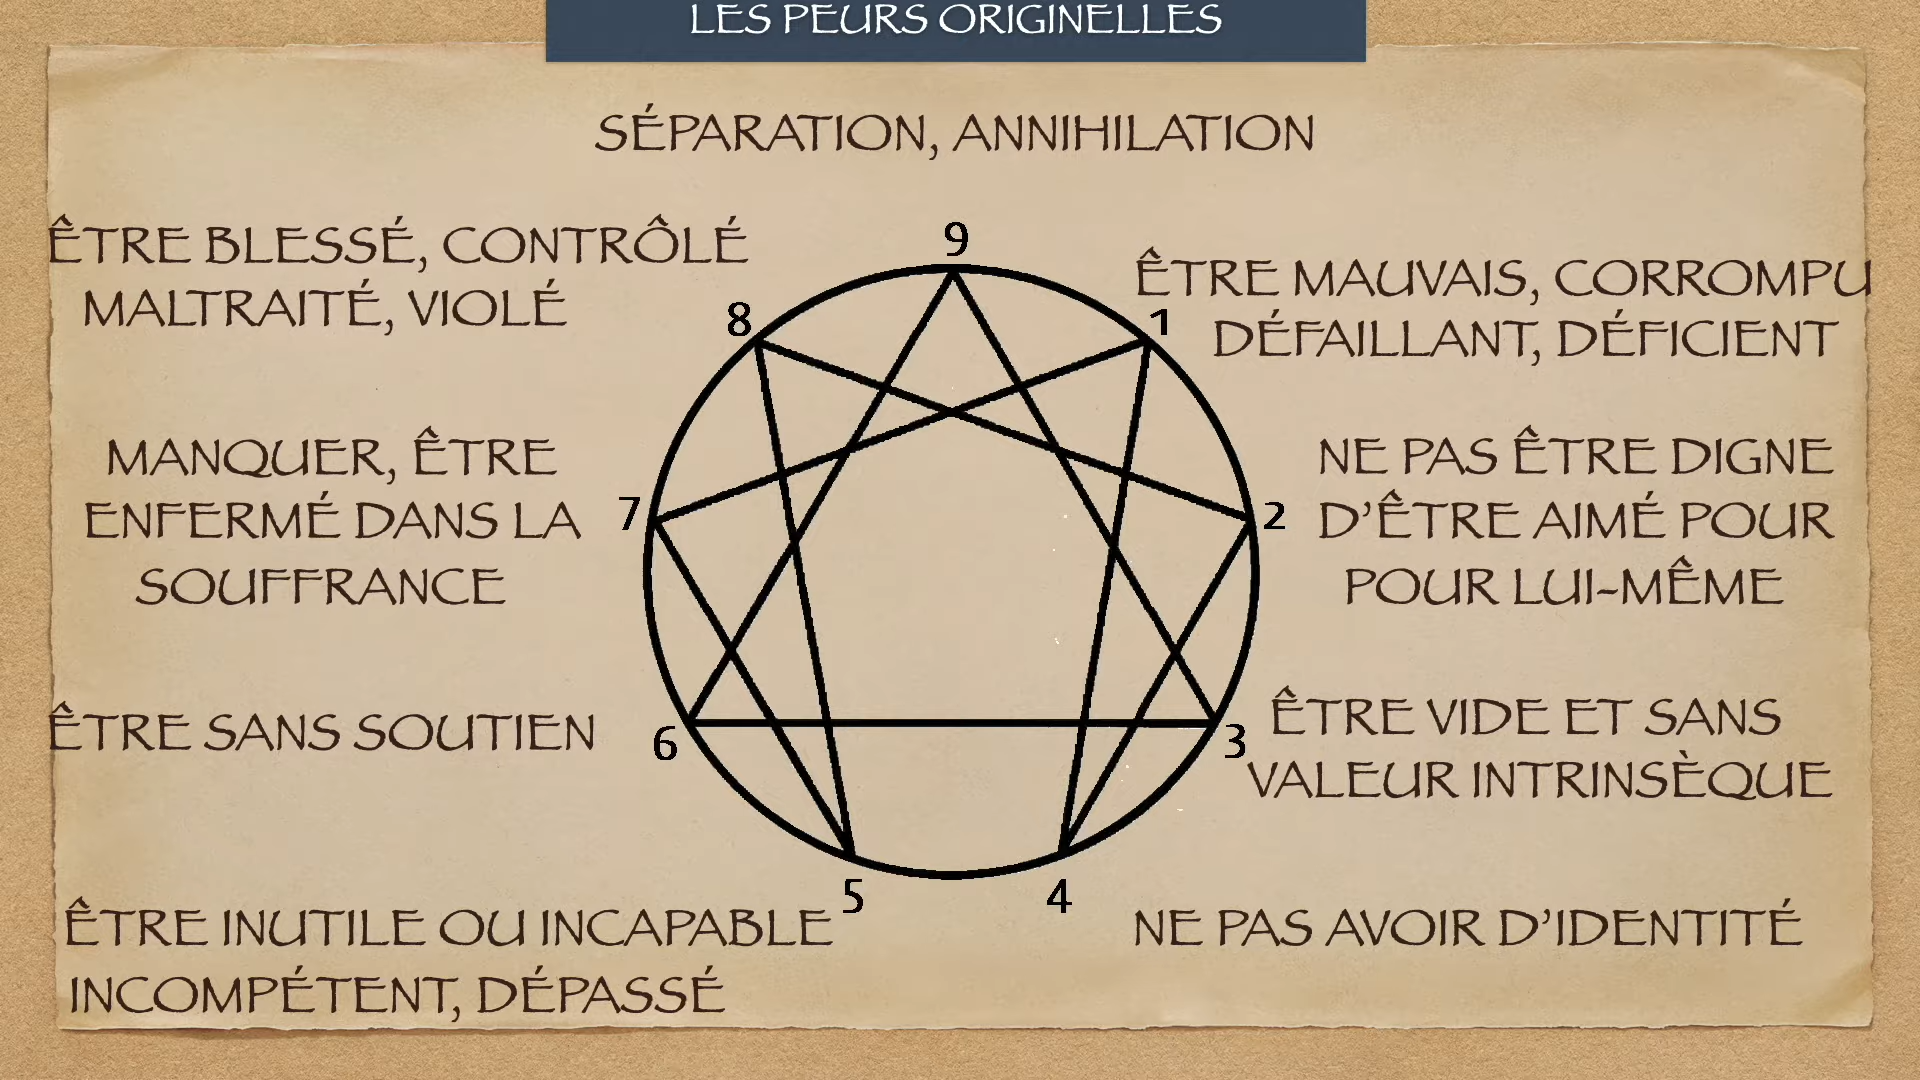 LES PEURS ORIGINELLES
SÉPARATION, ANNIHILATION
ÊTRE BLESSÉ, CONTRÔLÉ
MALTRAITÉ, VIOLÉ
9
8
1
ÊTRE MAUVAIS, CORROMPU
DÉFAILLANT, DÉFICIENT
MANQUER, ÊTRE
ENFERMÉ DANS LA
SOUFFRANCE
7
2
NE PAS ÊTRE DIGNE
D'ÊTRE AIMÉ POUR
POUR LUI-MÊME
ÊTRE SANS SOUTIEN
6
3
ÊTRE VIDE ET SANS
VALEUR INTRINSÈQUE
5
4
ÊTRE INUTILE OU INCAPABLE
INCOMPÉTENT, DÉPASSÉ
NE PAS AVOIR D'IDENTITÉ